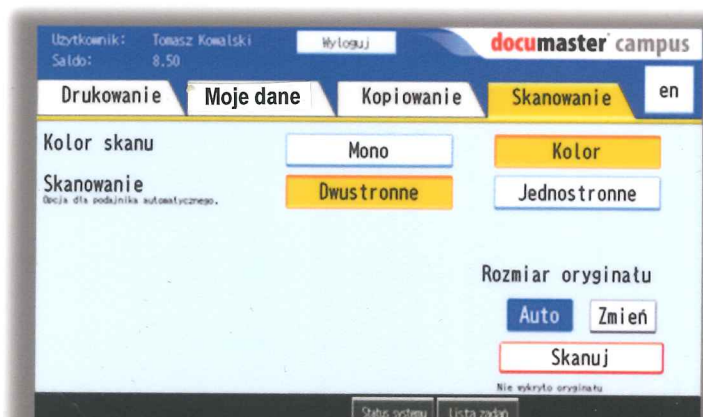 Użytkownik: Tomasz Kowalski
Wyloguj
documaster campus
Saldo: 8.50
Drukowanie
Moje dane
Kopiowanie
Skanowanie
en
Kolor skanu
Mono
Kolor
Skanowanie
Dwustronne
Jednostronne
Opcja dla podajnika automatycznego.
Rozmiar oryginału
Auto
Zmień
Skanuj
Nie wykryto oryginału
Status systemu
Lista zadań